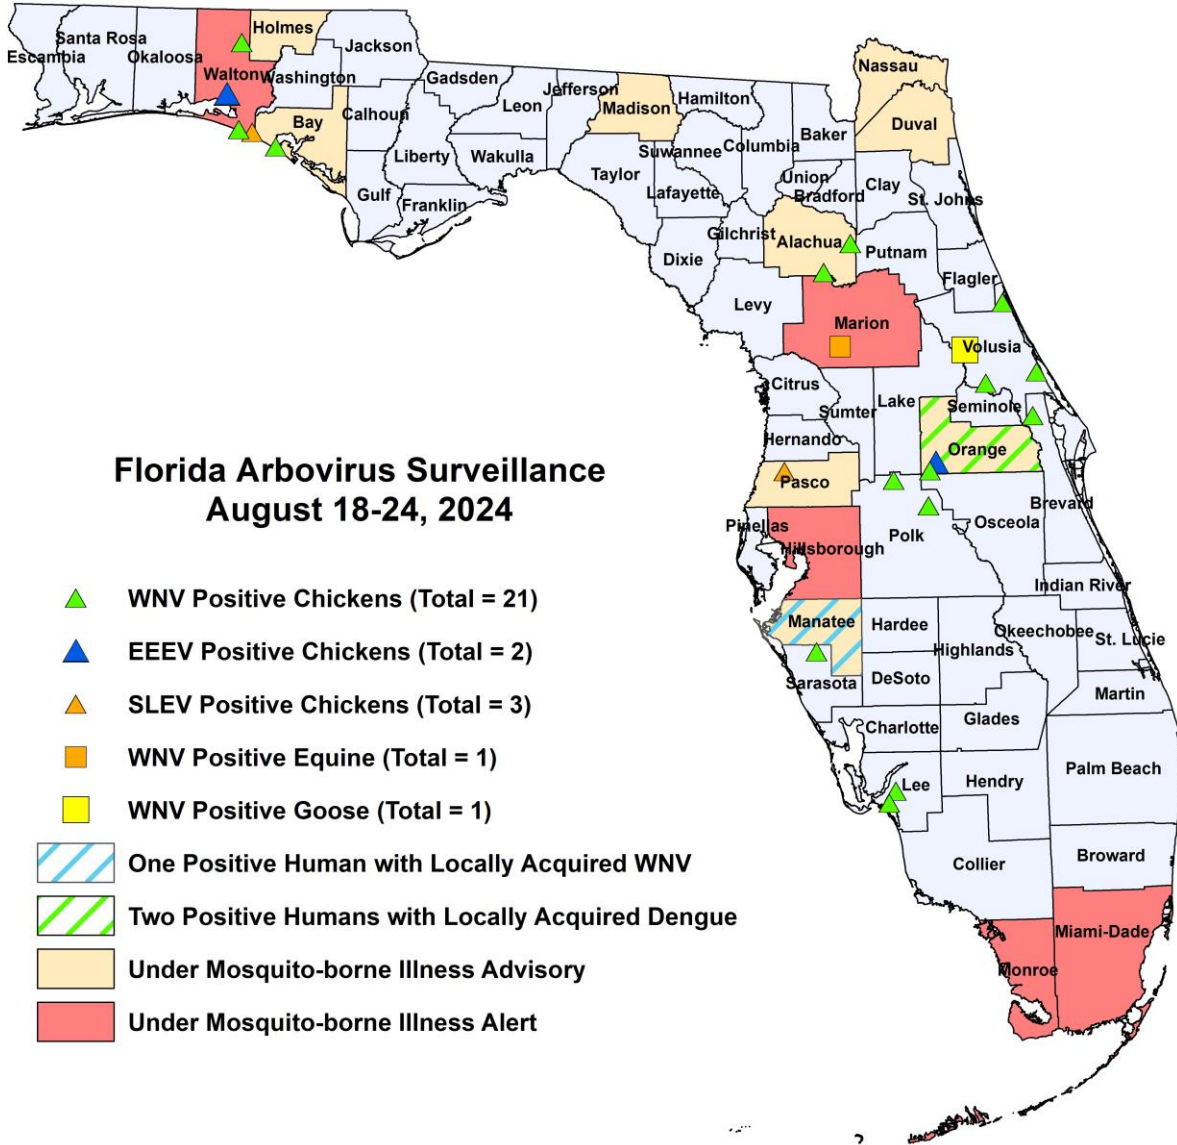 Escambia
Santa Rosa
Okaloosa
Walton
Holmes
Washington
Jackson
Bay
Calhoun
Gulf
Gadsden
Liberty
Franklin
Leon
Wakulla
Jefferson
Madison
Taylor
Hamilton
Suwannee
Lafayette
Dixie
Columbia
Baker
Union
Bradford
Gilchrist
Alachua
Levy
Nassau
Duval
Clay
St. Johns
Putnam
Flagler
Marion
Volusia
Citrus
Sumter
Lake
Seminole
Hernando
Orange
Pasco
Pinellas
Hillsborough
Polk
Osceola
Brevard
Indian River
Manatee
Hardee
Highlands
Okeechobee
St. Lucie
Sarasota
DeSoto
Martin
Charlotte
Glades
Lee
Hendry
Palm Beach
Collier
Broward
Monroe
Miami-Dade
Florida Arbovirus Surveillance
August 18-24, 2024
WNV Positive Chickens (Total = 21)
EEEV Positive Chickens (Total = 2)
SLEV Positive Chickens (Total = 3)
WNV Positive Equine (Total = 1)
WNV Positive Goose (Total = 1)
One Positive Human with Locally Acquired WNV
Two Positive Humans with Locally Acquired Dengue
Under Mosquito-borne Illness Advisory
Under Mosquito-borne Illness Alert